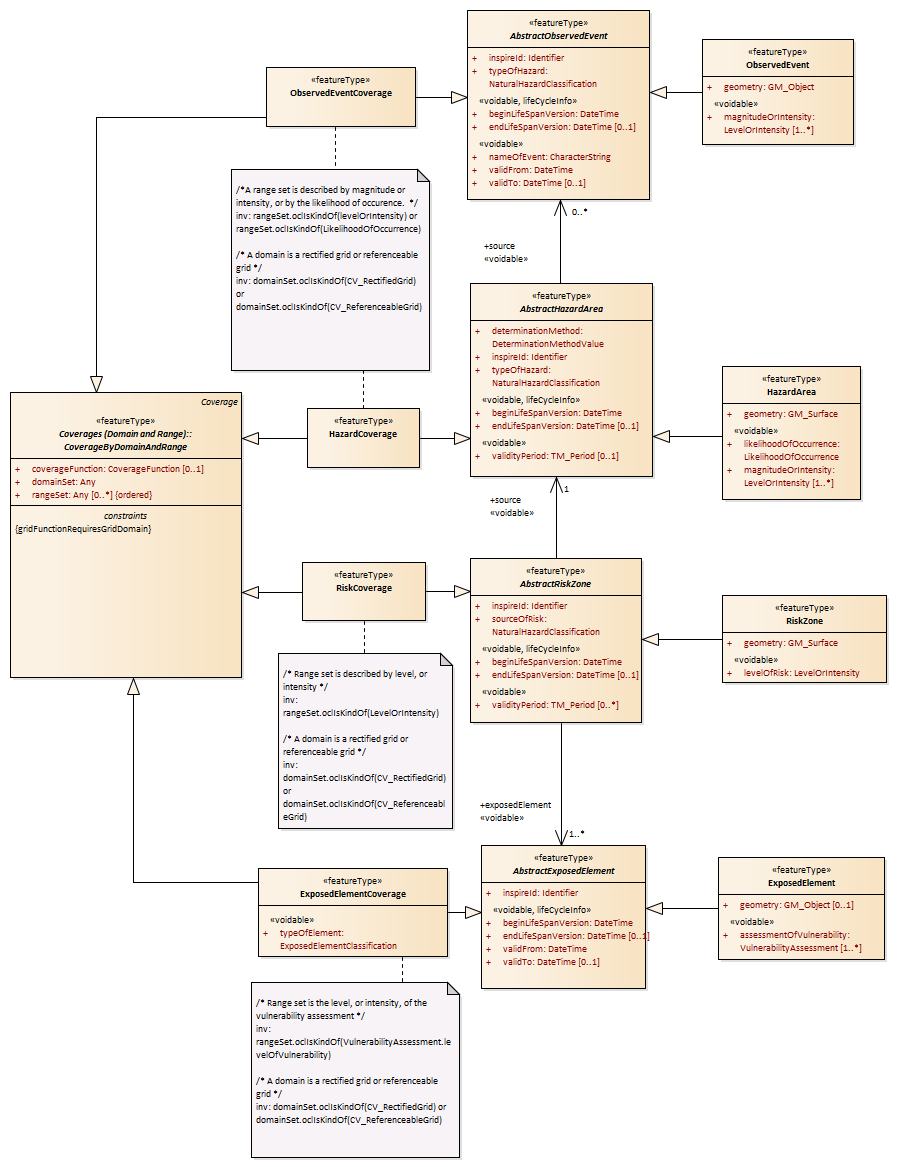 «featureType»
AbstractObservedEvent
+ inspireId: Identifier
+ typeOfHazard:
NaturalHazardClassification
«voidable, lifeCycleInfo»
+ beginLifeSpanVersion: DateTime
+ endLifeSpanVersion: DateTime [0..1]
«voidable»
+ nameOfEvent: CharacterString
+ validFrom: DateTime
+ validTo: DateTime [0..1]
«featureType»
ObservedEvent
+ geometry: GM_Object
«voidable»
+ magnitudeOrIntensity:
LevelOrIntensity [1..*]
«featureType»
ObservedEventCoverage
/*A range set is described by magnitude or
intensity, or by the likelihood of occurence. */
inv: rangeSet.oclIsKindOf(levelOrIntensity) or
rangeSet.oclIsKindOf(LikelihoodOfOccurrence)
/* A domain is a rectified grid or referenceable
grid */
inv: domainSet.oclIsKindOf(CV_RectifiedGrid)
or
domainSet.oclIsKindOf(CV_ReferenceableGrid)
0..*
+source
«voidable»
«featureType»
AbstractHazardArea
+ determinationMethod:
DeterminationMethodValue
+ inspireId: Identifier
+ typeOfHazard:
NaturalHazardClassification
«voidable, lifeCycleInfo»
+ beginLifeSpanVersion: DateTime
+ endLifeSpanVersion: DateTime [0..1]
«voidable»
+ validityPeriod: TM_Period [0..1]
«featureType»
HazardArea
+ geometry: GM_Surface
«voidable»
+ likelihoodOfOccurrence:
LikelihoodOfOccurrence
+ magnitudeOrIntensity:
LevelOrIntensity [1..*]
«featureType»
HazardCoverage
Coverage
«featureType»
Coverages (Domain and Range)::
CoverageByDomainAndRange
+ coverageFunction: CoverageFunction [0..1]
+ domainSet: Any
+ rangeSet: Any [0..*] {ordered}
constraints
{gridFunctionRequiresGridDomain}
1
+source
«voidable»
«featureType»
RiskCoverage
«featureType»
AbstractRiskZone
+ inspireId: Identifier
+ sourceOfRisk:
NaturalHazardClassification
«voidable, lifeCycleInfo»
+ beginLifeSpanVersion: DateTime
+ endLifeSpanVersion: DateTime [0..1]
«voidable»
+ validityPeriod: TM_Period [0..*]
«featureType»
RiskZone
+ geometry: GM_Surface
«voidable»
+ levelOfRisk: LevelOrIntensity
/* Range set is described by level, or
intensity */
inv:
rangeSet.oclIsKindOf(LevelOrIntensity)
/* A domain is a rectified grid or
referenceable grid */
inv:
domainSet.oclIsKindOf(CV_RectifiedGrid)
or
domainSet.oclIsKindOf(CV_Referenceabl
eGrid)
+exposedElement
«voidable»
1..*
«featureType»
ExposedElementCoverage
«voidable»
+ typeOfElement:
ExposedElementClassification
«featureType»
AbstractExposedElement
+ inspireId: Identifier
«voidable, lifeCycleInfo»
+ beginLifeSpanVersion: DateTime
+ endLifeSpanVersion: DateTime [0..1]
+ validFrom: DateTime
+ validTo: DateTime [0..1]
«featureType»
ExposedElement
+ geometry: GM_Object [0..1]
«voidable»
+ assessmentOfVulnerability:
VulnerabilityAssessment [1..*]
/* Range set is the level, or intensity, of the
vulnerability assessment */
inv:
rangeSet.oclIsKindOf(VulnerabilityAssessment.le
velOfVulnerability)
/* A domain is a rectified grid or referenceable
grid */
inv: domainSet.oclIsKindOf(CV_RectifiedGrid) or
domainSet.oclIsKindOf(CV_ReferenceableGrid)